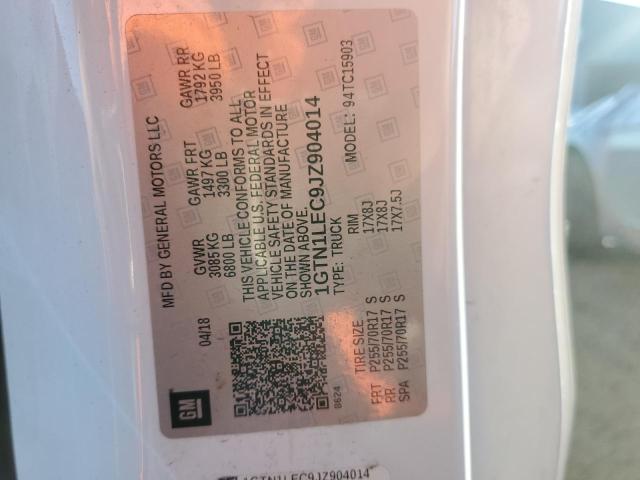 GM
MFD BY GENERAL MOTORS LLC
04/18 GVWR GAWR FRT GAWR RR
3085 KG 1497 KG 1792 KG
6800 LB 3300 LB 3950 LB
THIS VEHICLE CONFORMS TO ALL
APPLICABLE U.S. FEDERAL MOTOR
VEHICLE SAFETY STANDARDS IN EFFECT
ON THE DATE OF MANUFACTURE
SHOWN ABOVE.
1GTN1LEC9JZ904014
TYPE: TRUCK MODEL: 94TC15903
8624
TIRE SIZE RIM
FRT P255/70R17 S 17X8J
RR P255/70R17 S 17X8J
SPA P255/70R17 S 17X7.5J
1GTN1LEC9JZ904014